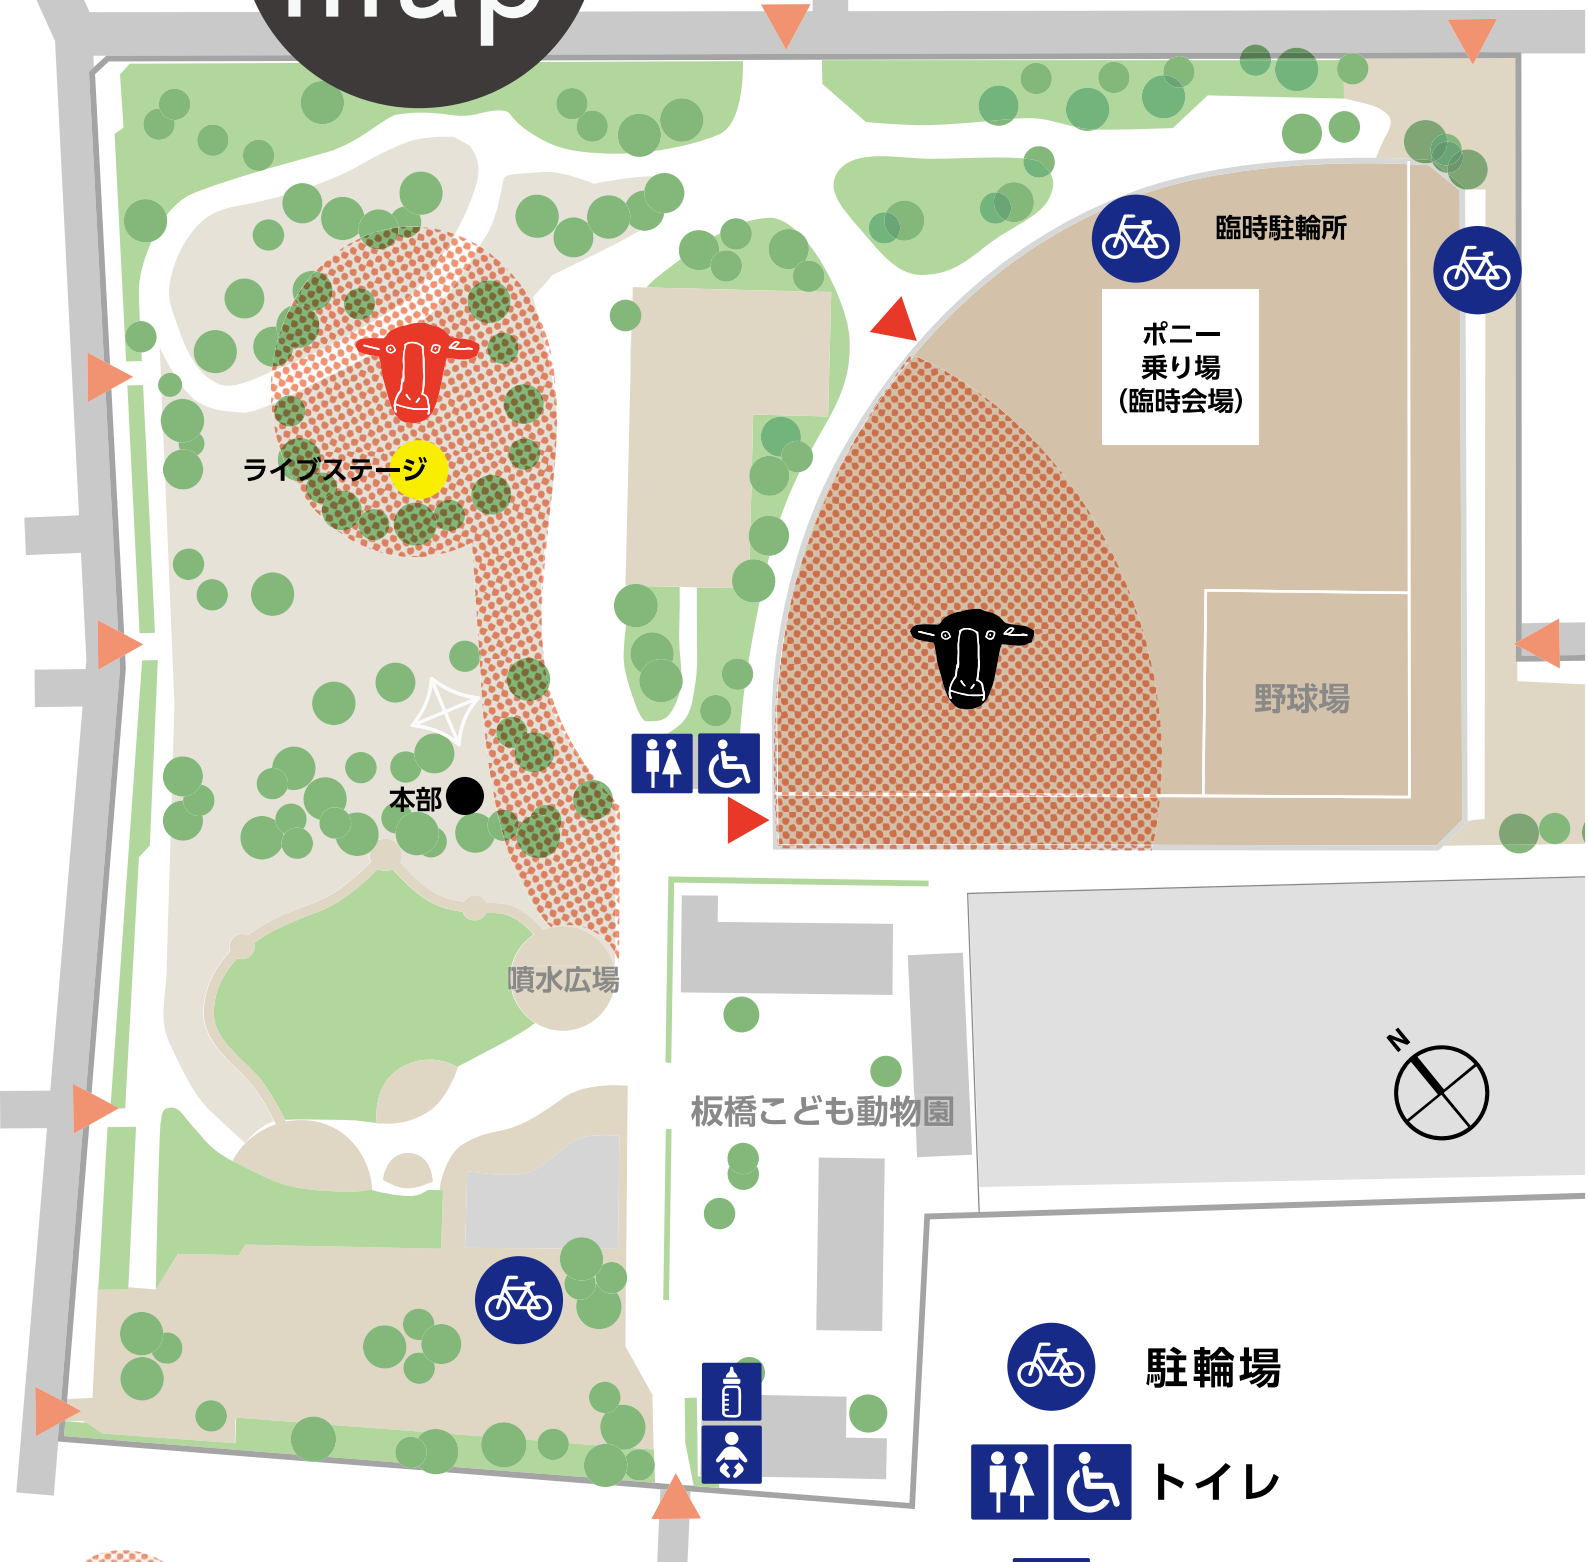 map
臨時駐輪所
ポニー
乗り場
(臨時会場)
ライブステージ
野球場
本部
噴水広場
N
板橋こども動物園
駐輪場
トイレ